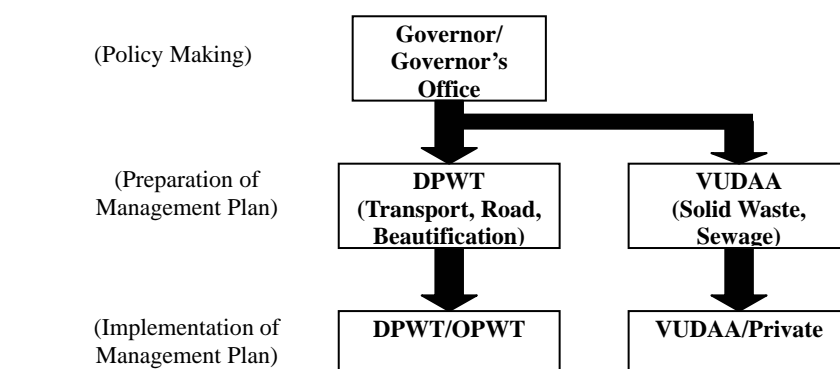 (Policy Making)
Governor/
Governor’s
Office
(Preparation of
Management Plan)
DPWT
(Transport, Road,
Beautification)
VUDAA
(Solid Waste,
Sewage)
(Implementation of
Management Plan)
DPWT/OPWT
VUDAA/Private